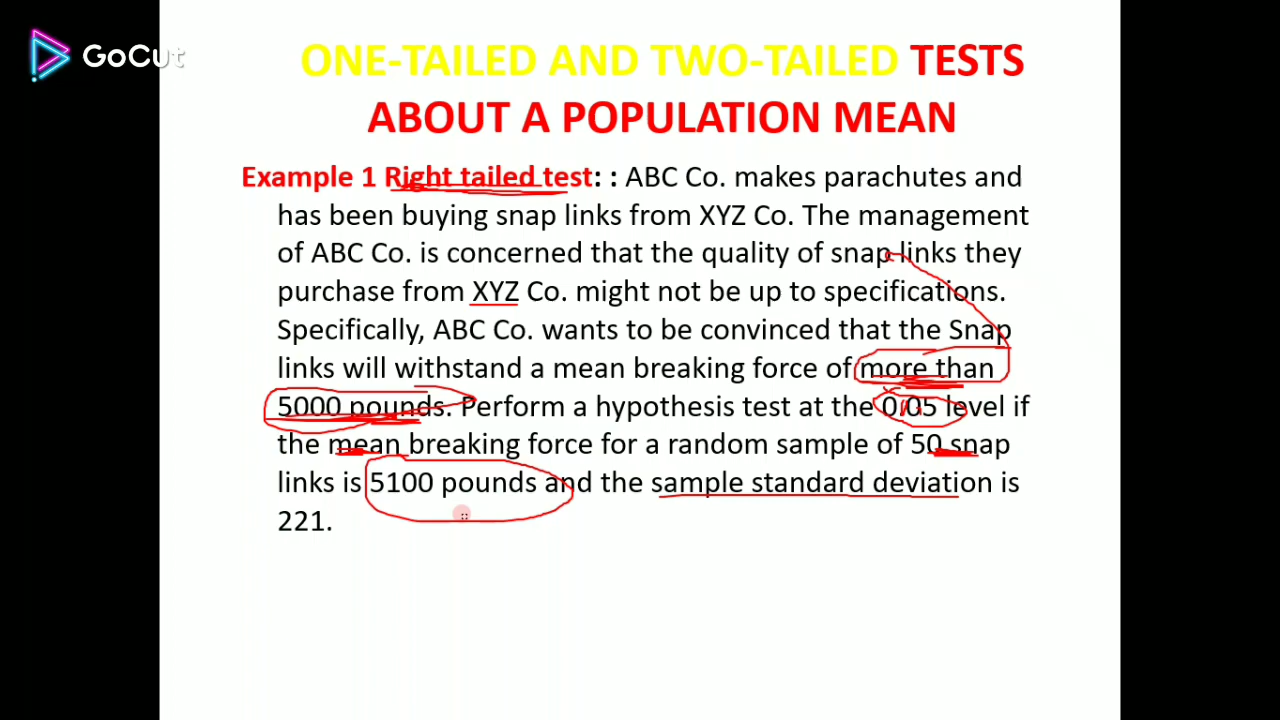 GoCut
ONE-TAILED AND TWO-TAILED TESTS
ABOUT A POPULATION MEAN
Example 1 Right tailed test: : ABC Co. makes parachutes and
has been buying snap links from XYZ Co. The management
of ABC Co. is concerned that the quality of snap links they
purchase from XYZ Co. might not be up to specifications.
Specifically, ABC Co. wants to be convinced that the Snap
links will withstand a mean breaking force of more than
5000 pounds. Perform a hypothesis test at the 0.05 level if
the mean breaking force for a random sample of 50 snap
links is 5100 pounds and the sample standard deviation is
221.